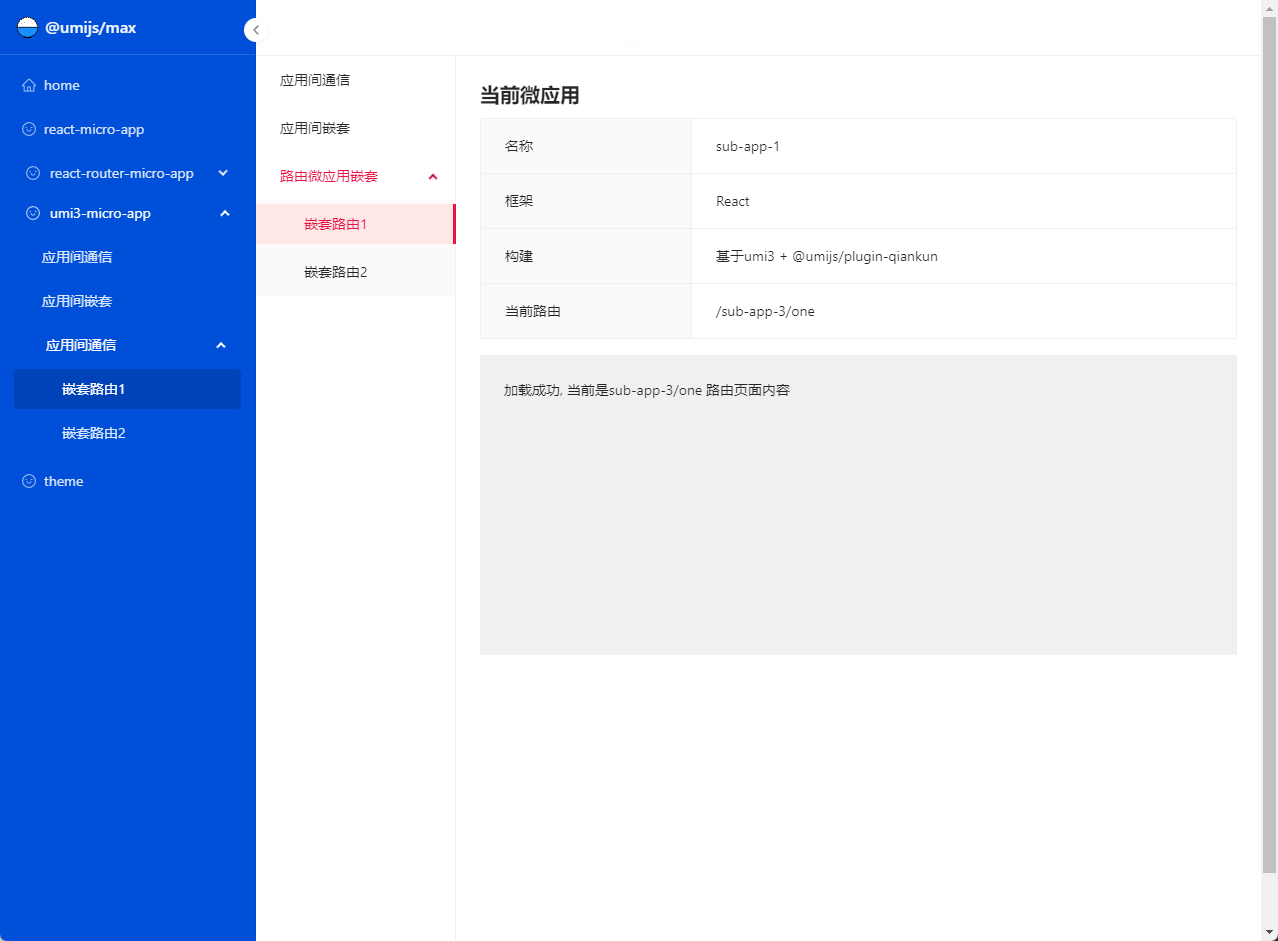 @umijs/max
home
react-micro-app
react-router-micro-app
umi3-micro-app
应用间通信
应用间嵌套
应用间通信
嵌套路由1
嵌套路由2
theme
应用间通信
应用间嵌套
路由微应用嵌套
嵌套路由1
嵌套路由2
当前微应用
名称 sub-app-1
框架 React
构建 基于umi3 + @umijs/plugin-qiankun
当前路由 /sub-app-3/one
加载成功, 当前是sub-app-3/one 路由页面内容